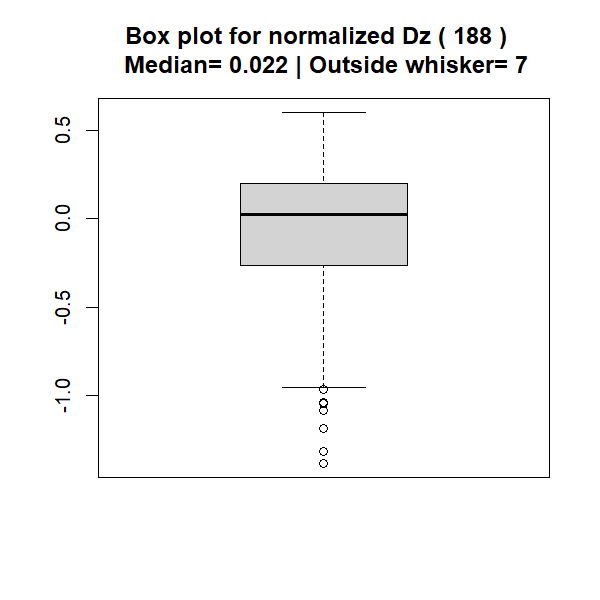 Box plot for normalized Dz ( 188 )
Median= 0.022 | Outside whisker= 7
0.5
0.0
-0.5
-1.0